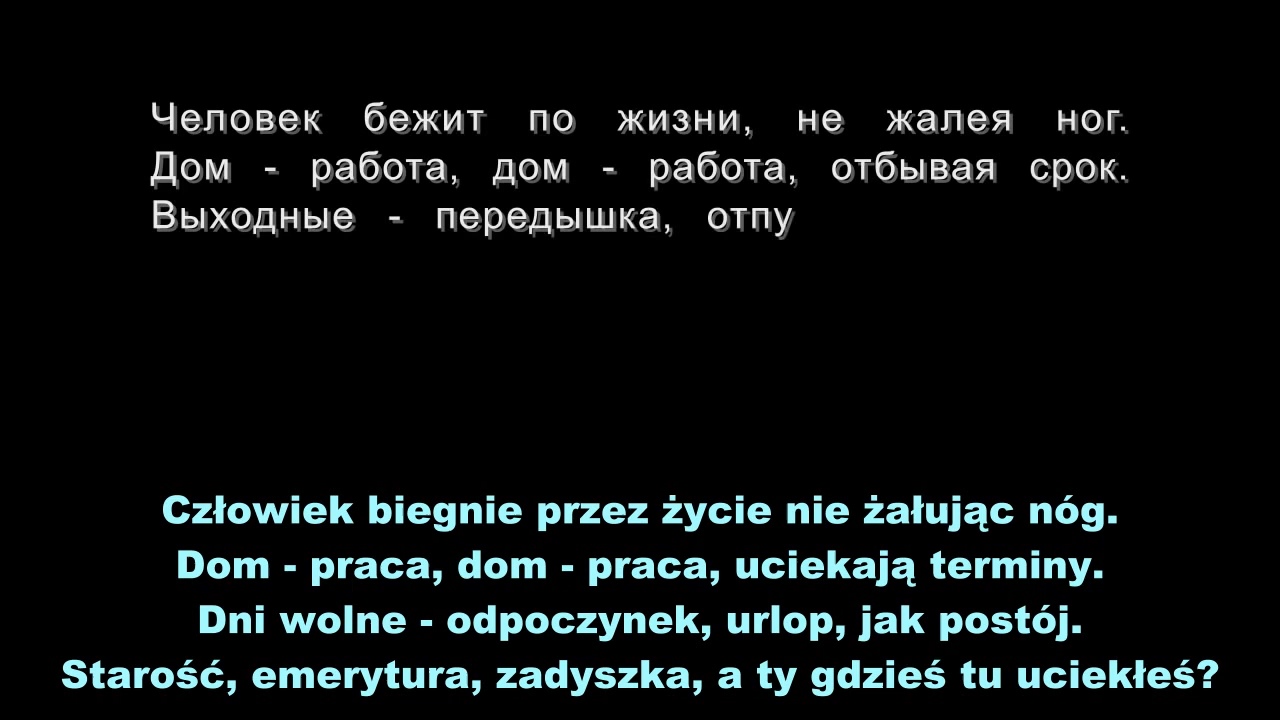 Человек бежит по жизни, не жалея ног.
Дом - работа, дом - работа, отбывая срок.
Выходные - передышка, отпу
Człowiek biegnie przez życie nie żałując nóg.
Dom - praca, dom - praca, uciekają terminy.
Dni wolne - odpoczynek, urlop, jak postój.
Starość, emerytura, zadyszka, a ty gdzieś tu uciekłeś?